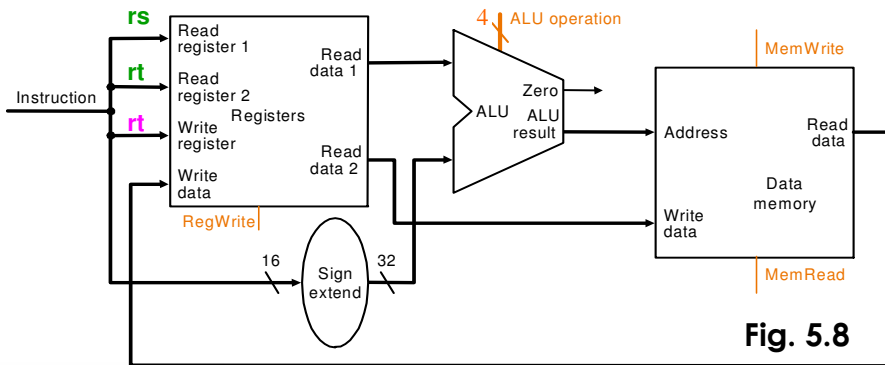 rs
Read
register 1
rt
Read
register 2
Instruction
rt
Write
register
Registers
Write
data
Read
data 1
Read
data 2
RegWrite
16
Sign
extend
32
4
ALU operation
Zero
ALU
ALU
result
MemWrite
Address
Read
data
Data
memory
Write
data
MemRead
Fig. 5.8